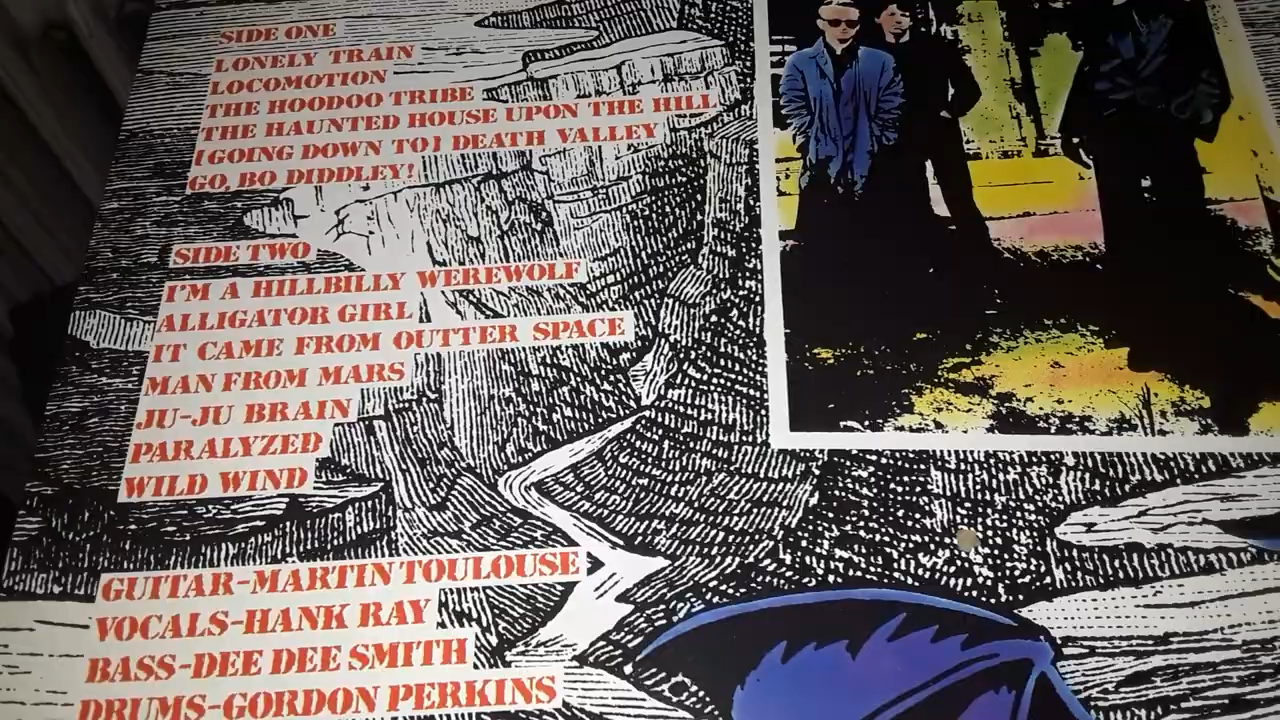 SIDE ONE
LONELY TRAIN
LOCOMOTION
THE HOODOO TRIBE
THE HAUNTED HOUSE UPON THE HILL
[GOING DOWN TO] DEATH VALLEY
GO, BO DIDDLEY!
SIDE TWO
I'M A HILLBILLY WEREWOLF
ALLIGATOR GIRL
IT CAME FROM OUTTER SPACE
MAN FROM MARS
JU-JU BRAIN
PARALYZED
WILD WIND
GUITAR-MARTIN TOULOUSE
VOCALS-HANK RAY
BASS-DEE DEE SMITH
DRUMS-GORDON PERKINS